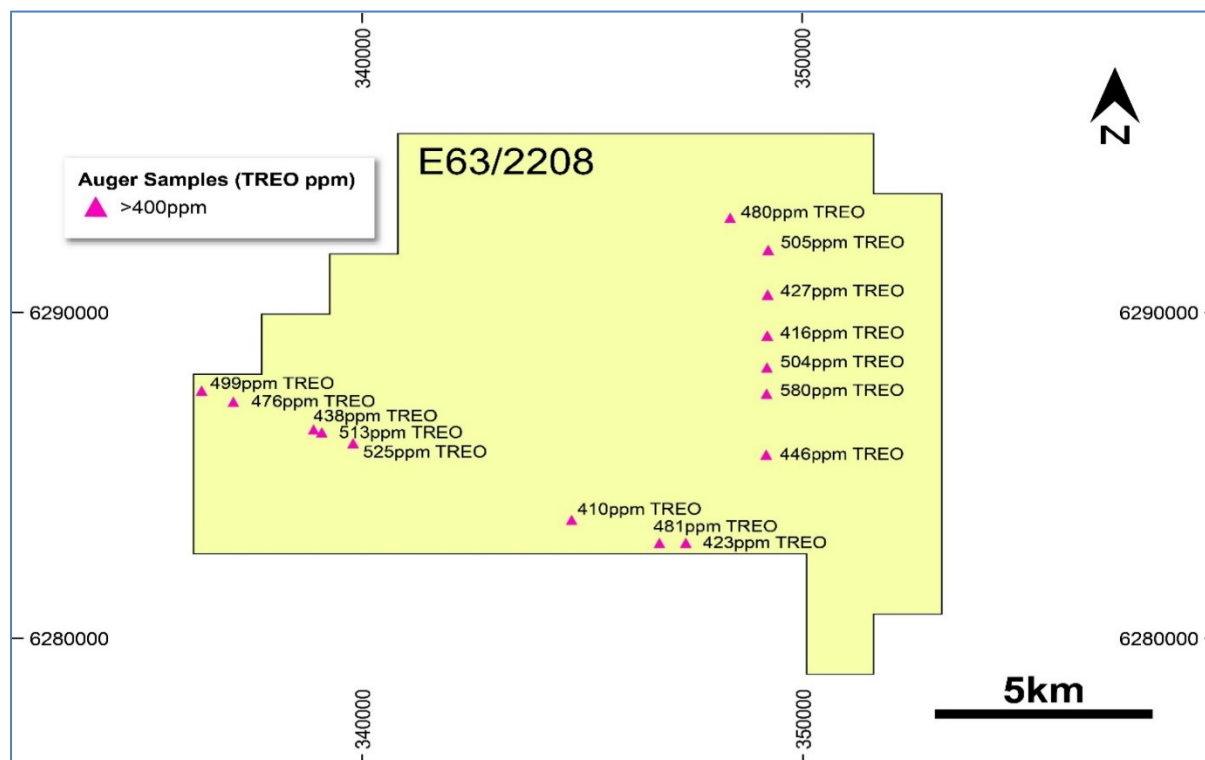 340000
350000
E63/2208
Auger Samples (TREO ppm)
>400ppm
480ppm TREO
505ppm TREO
427ppm TREO
6290000
6290000
416ppm TREO
504ppm TREO
499ppm TREO
580ppm TREO
476ppm TREO
438ppm TREO
513ppm TREO
525ppm TREO
446ppm TREO
410ppm TREO
481ppm TREO
423ppm TREO
6280000
6280000
5km
340000
350000
N